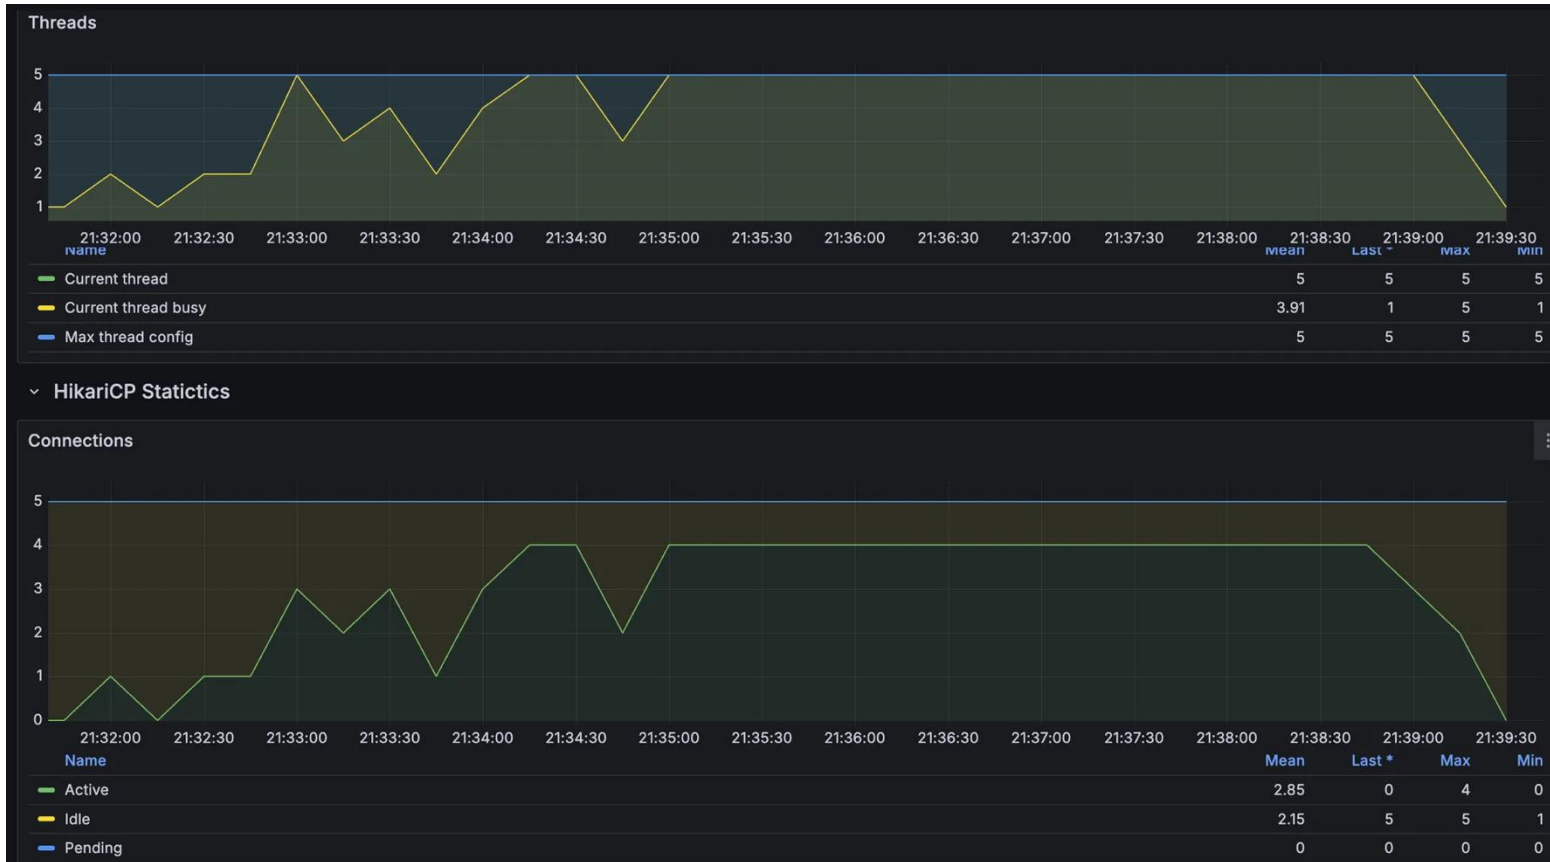 Threads
5
4
3
2
1
21:32:00 21:32:30 21:33:00 21:33:30 21:34:00 21:34:30 21:35:00 21:35:30 21:36:00 21:36:30 21:37:00 21:37:30 21:38:00 21:38:30 21:39:00 21:39:30
Name Mean Last * Max Min
Current thread 5 5 5 5
Current thread busy 3.91 1 5 1
Max thread config 5 5 5 5
HikariCP Statictics
Connections
5
4
3
2
1
0
21:32:00 21:32:30 21:33:00 21:33:30 21:34:00 21:34:30 21:35:00 21:35:30 21:36:00 21:36:30 21:37:00 21:37:30 21:38:00 21:38:30 21:39:00 21:39:30
Name Mean Last * Max Min
Active 2.85 0 4 0
Idle 2.15 5 5 1
Pending 0 0 0 0